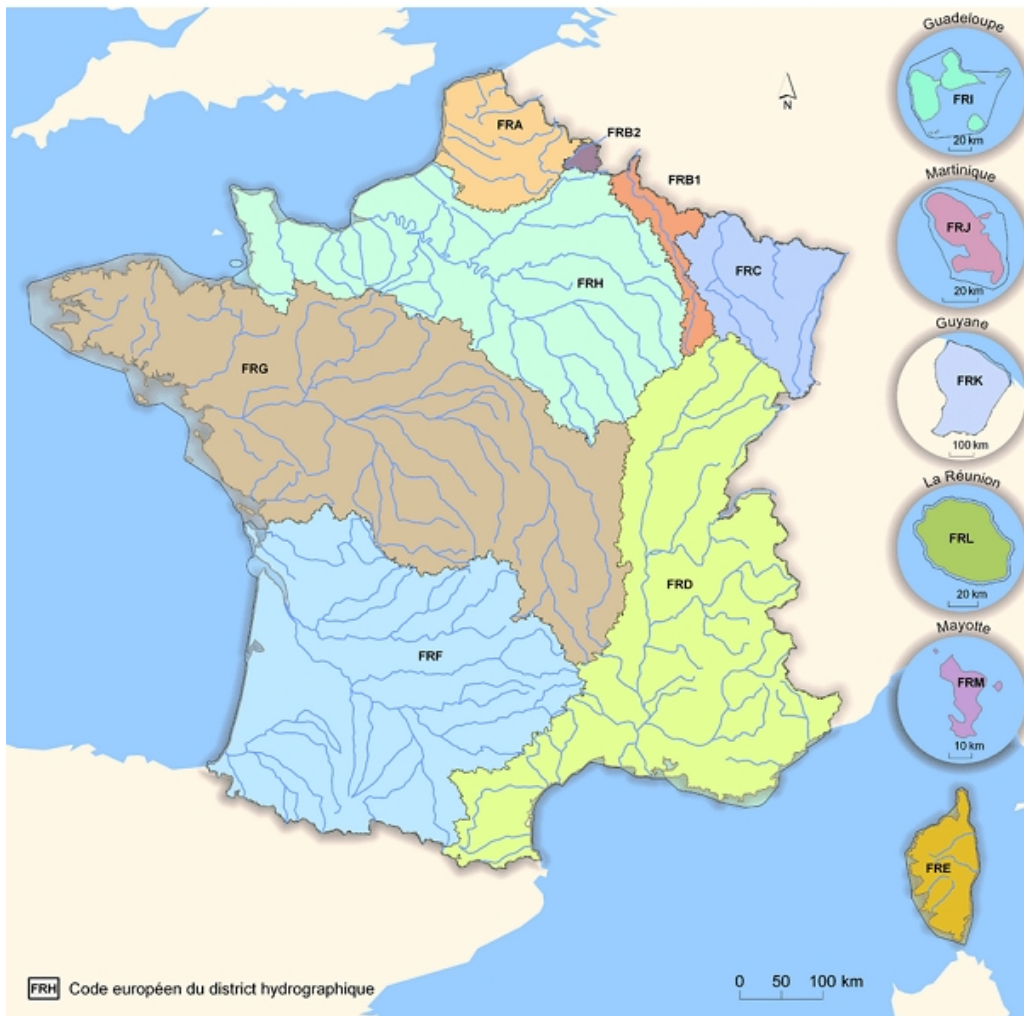 Guadeloupe
FRI
20 km
Martinique
FRJ
20 km
Guyane
FRK
100 km
La Réunion
FRL
20 km
Mayotte
FRM
10 km
N
FRA
FRB2
FRB1
FRC
FRH
FRG
FRD
FRF
FRE
FRH Code européen du district hydrographique
0 50 100 km